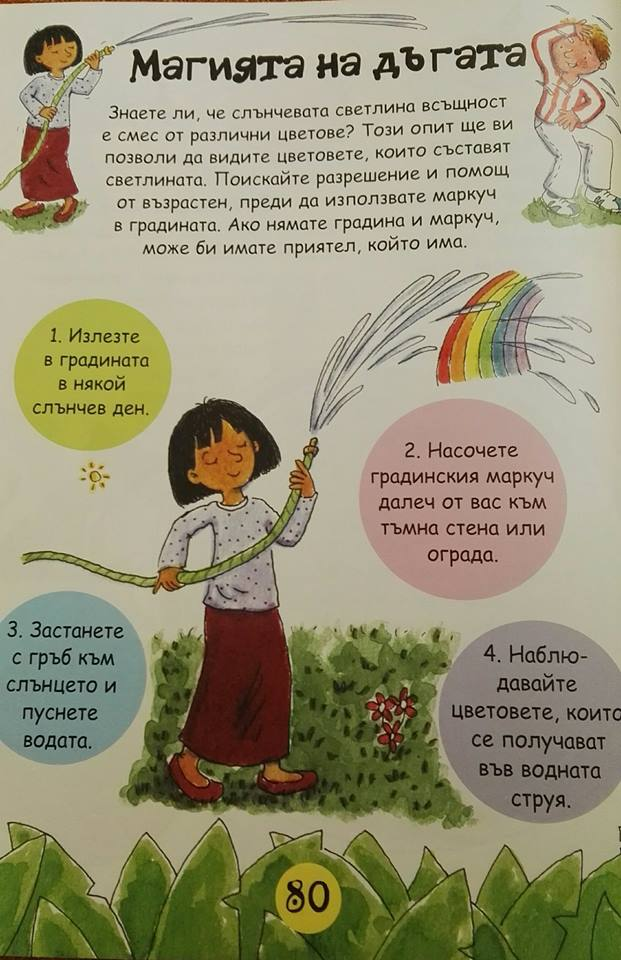 Магията на дъгата
Знаете ли, че слънчевата светлина всъщност
е смес от различни цветове? Този опит ще ви
позволи да видите цветовете, които съставят
светлината. Поискайте разрешение и помощ
от възрастен, преди да използвате маркуч
в градината. Ако нямате градина и маркуч,
може би имате приятел, който има.
1. Излезте
в градината
в някой
слънчев ден.
2. Насочете
градинския маркуч
далеч от вас към
тъмна стена или
ограда.
3. Застанете
с гръб към
слънцето и
пуснете
водата.
4. Наблю-
давайте
цветовете, които
се получават
във водната
струя.
80